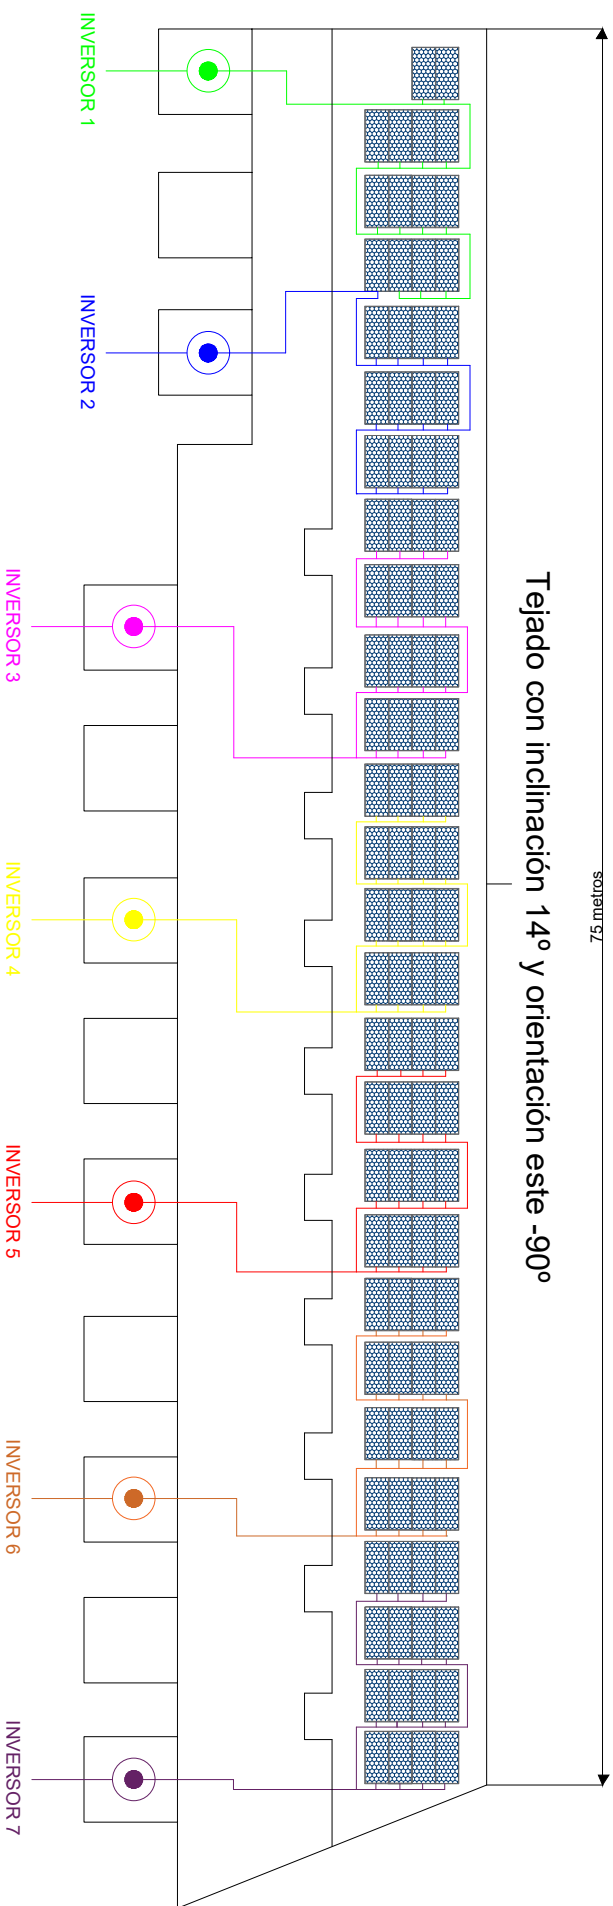 INVERSOR 1
INVERSOR 2
INVERSOR 3
INVERSOR 4
INVERSOR 5
INVERSOR 6
INVERSOR 7
Tejado con inclinación 14º y orientación este -90º
75 metros